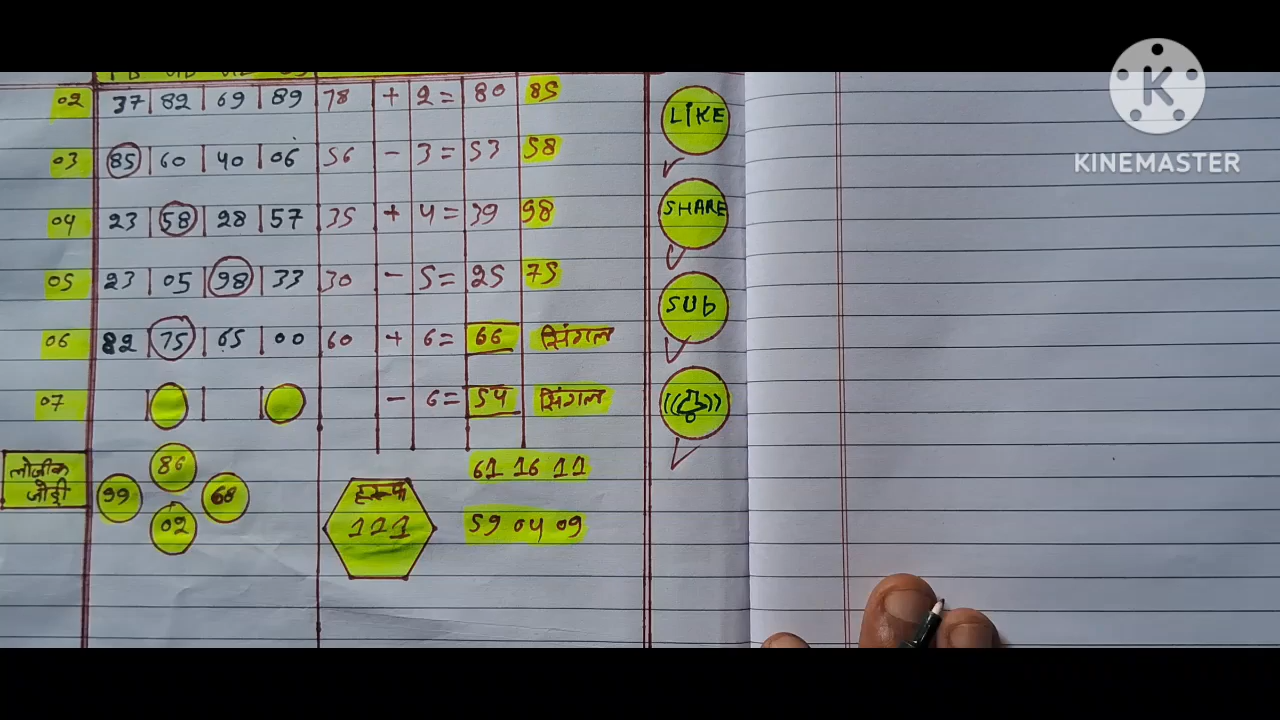 02 37 82 69 89 78 + 2 = 80 85
03 85 60 40 06 56 - 3 = 53 58
04 23 58 28 57 35 + 4 = 39 98
05 23 05 98 33 30 - 5 = 25 75
06 82 75 65 00 60 + 6 = 66 सिंगल
07 - 6 = 54 सिंगल
लोजीक
जोड़ी
86
99 68
02
हरूफ
111
61 16 11
59 04 09
LIKE
SHARE
SUb
KINEMASTER